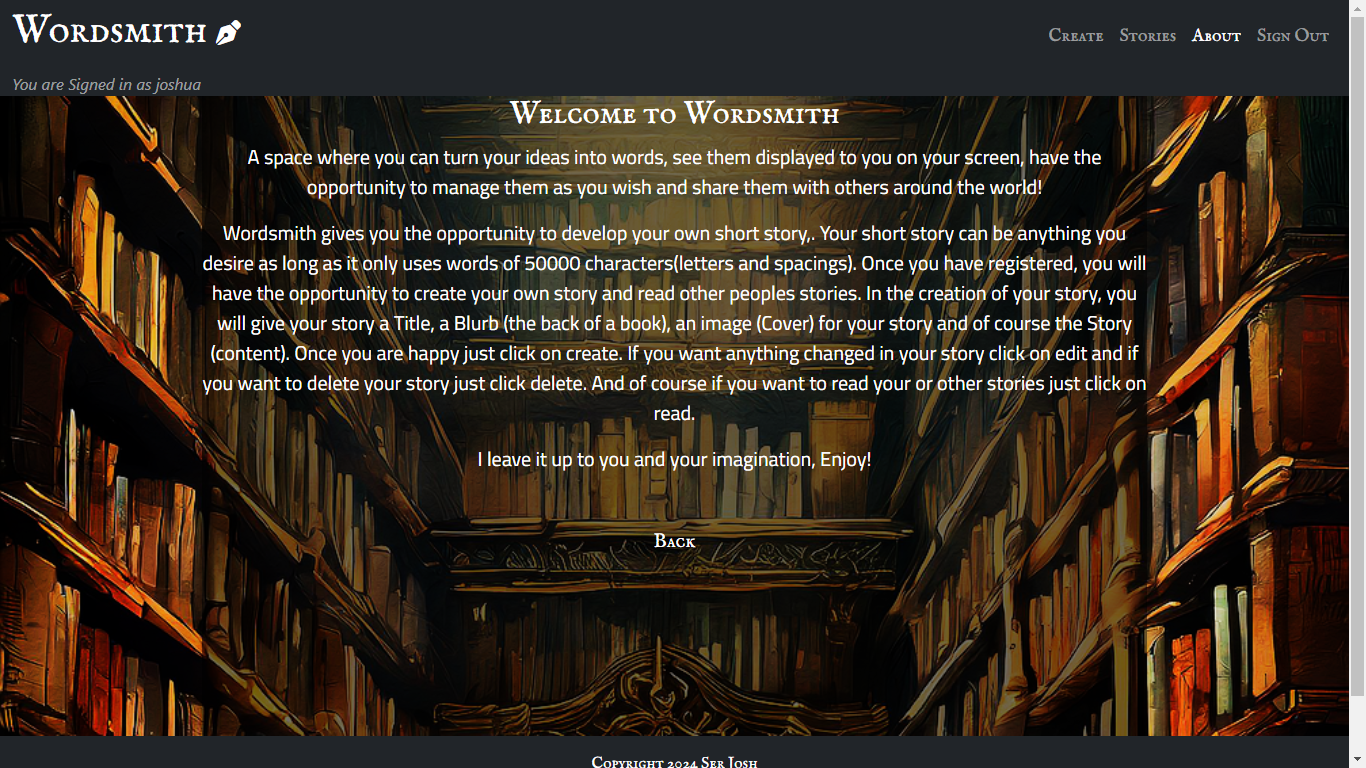 Wordsmith
Create Stories About Sign Out
You are Signed in as joshua
Welcome to Wordsmith
A space where you can turn your ideas into words, see them displayed to you on your screen, have the
opportunity to manage them as you wish and share them with others around the world!
Wordsmith gives you the opportunity to develop your own short story,. Your short story can be anything you
desire as long as it only uses words of 50000 characters(letters and spacings). Once you have registered, you will
have the opportunity to create your own story and read other peoples stories. In the creation of your story, you
will give your story a Title, a Blurb (the back of a book), an image (Cover) for your story and of course the Story
(content). Once you are happy just click on create. If you want anything changed in your story click on edit and if
you want to delete your story just click delete. And of course if you want to read your or other stories just click on
read.
I leave it up to you and your imagination, Enjoy!
Back
Copyright 2024 Ser Josh